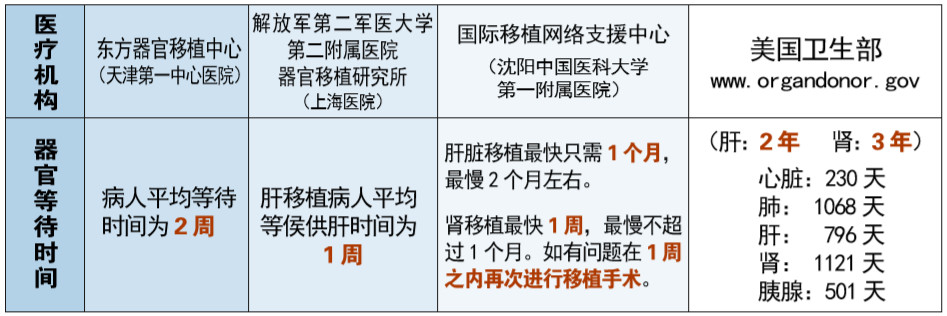 医疗机构
东方器官移植中心
（天津第一中心医院）
解放军第二军医大学
第二附属医院
器官移植研究所
（上海医院）
国际移植网络支援中心
（沈阳中国医科大学
第一附属医院）
美国卫生部
www.organdonor.gov
器官等待时间
病人平均等待
时间为 2 周
肝移植病人平均
等侯供肝时间为
1 周
肝脏移植最快只需 1 个月，
最慢 2 个月左右。
肾移植最快 1 周，最慢不超
过 1 个月。如有问题在 1 周
之内再次进行移植手术。
（肝：2 年 肾：3 年）
心脏：230 天
肺： 1068 天
肝： 796 天
肾： 1121 天
胰腺：501 天